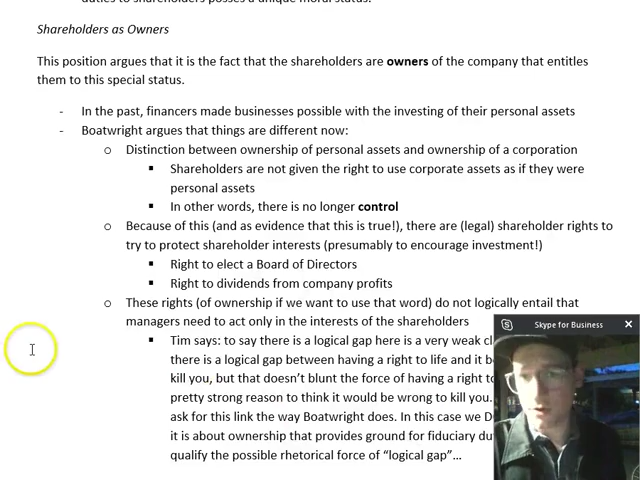 duties to shareholders posses a unique moral status.
Shareholders as Owners
This position argues that it is the fact that the shareholders are owners of the company that entitles
them to this special status.
- In the past, financers made businesses possible with the investing of their personal assets
- Boatwright argues that things are different now:
o Distinction between ownership of personal assets and ownership of a corporation
▪ Shareholders are not given the right to use corporate assets as if they were
personal assets
▪ In other words, there is no longer control
o Because of this (and as evidence that this is true!), there are (legal) shareholder rights to
try to protect shareholder interests (presumably to encourage investment!)
▪ Right to elect a Board of Directors
▪ Right to dividends from company profits
o These rights (of ownership if we want to use that word) do not logically entail that
managers need to act only in the interests of the shareholders
▪ Tim says: to say there is a logical gap here is a very weak
there is a logical gap between having a right to life and it
kill you, but that doesn't blunt the force of having a right
pretty strong reason to think it would be wrong to kill you.
ask for this link the way Boatwright does. In this case we
it is about ownership that provides ground for fiduciary
qualify the possible rhetorical force of "logical gap"…
Skype for Business